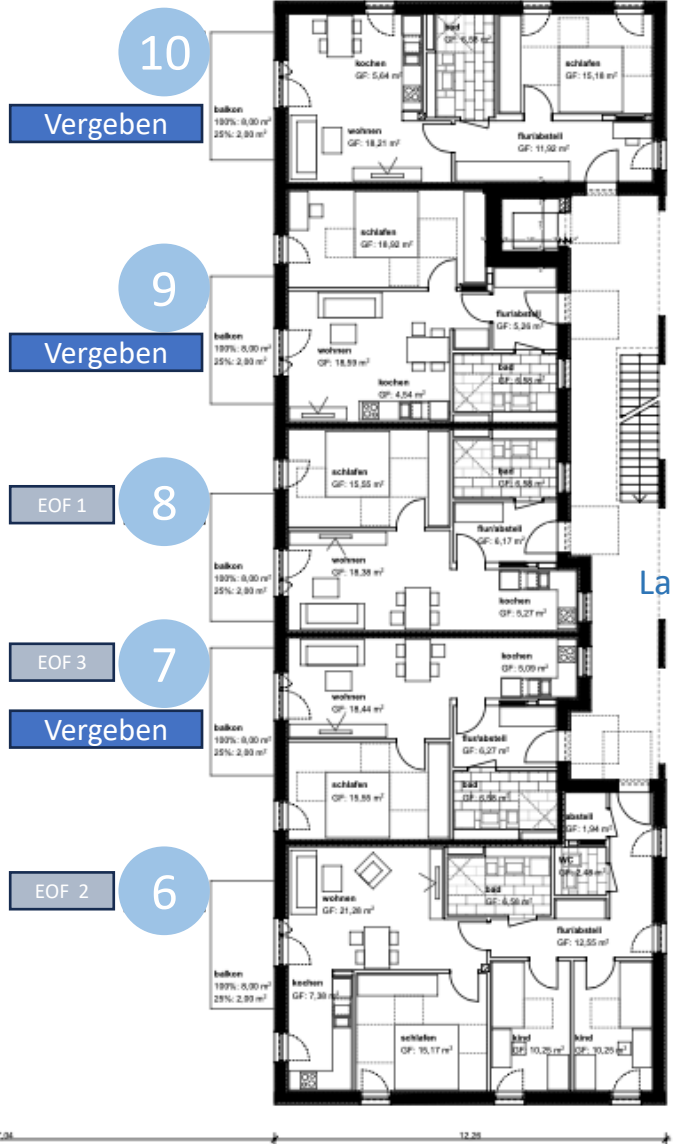 10
Vergeben
balkon
100%: 8,00 m²
25%: 2,00 m²
kochen
GF: 5,64 m²
bad
GF: 6,58 m²
schlafen
GF: 15,18 m²
wohnen
GF: 18,21 m²
flur/abstell
GF: 11,92 m²
9
Vergeben
balkon
100%: 8,00 m²
25%: 2,00 m²
schlafen
GF: 18,92 m²
flur/abstell
GF: 5,26 m²
wohnen
GF: 18,59 m²
kochen
GF: 4,54 m²
bad
GF: 6,58 m²
EOF 1
8
balkon
100%: 8,00 m²
25%: 2,00 m²
schlafen
GF: 15,55 m²
bad
GF: 6,58 m²
flur/abstell
GF: 6,17 m²
wohnen
GF: 18,38 m²
kochen
GF: 5,27 m²
La
EOF 3
7
Vergeben
balkon
100%: 8,00 m²
25%: 2,00 m²
kochen
GF: 5,09 m²
wohnen
GF: 18,44 m²
flur/abstell
GF: 6,27 m²
schlafen
GF: 15,55 m²
bad
GF: 6,58 m²
abstell
GF: 1,94 m²
WC
GF: 2,48 m²
EOF 2
6
balkon
100%: 8,00 m²
25%: 2,00 m²
wohnen
GF: 21,28 m²
bad
GF: 6,58 m²
flur/abstell
GF: 12,55 m²
kochen
GF: 7,38 m²
schlafen
GF: 15,17 m²
kind
GF: 10,25 m²
kind
GF: 10,25 m²
12,26